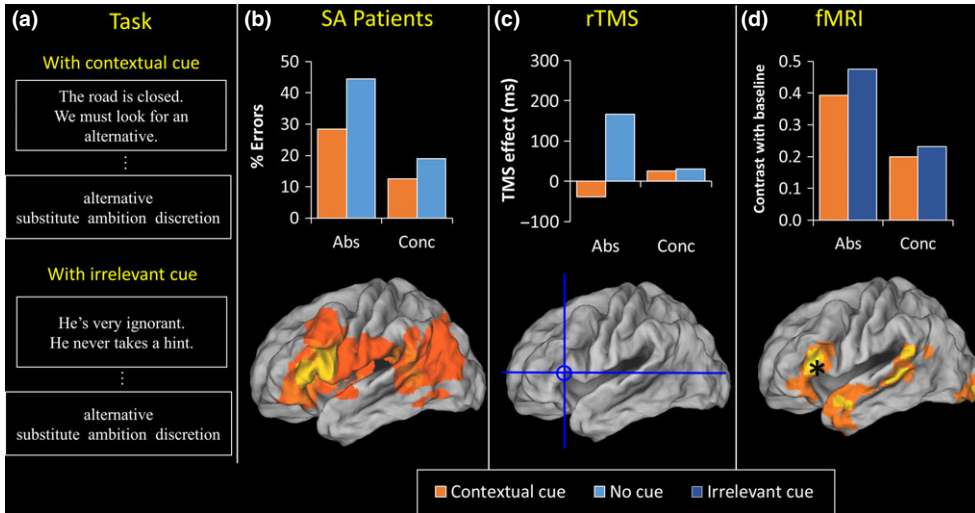 (a) Task
With contextual cue
The road is closed.
We must look for an
alternative.
⋮
alternative
substitute ambition discretion
With irrelevant cue
He's very ignorant.
He never takes a hint.
⋮
alternative
substitute ambition discretion
(b) SA Patients
% Errors
50
40
30
20
10
0
Abs Conc
(c) rTMS
TMS effect (ms)
300
200
100
0
−100
Abs Conc
(d) fMRI
Contrast with baseline
0.5
0.4
0.3
0.2
0.1
0.0
Abs Conc
*
Contextual cue No cue Irrelevant cue